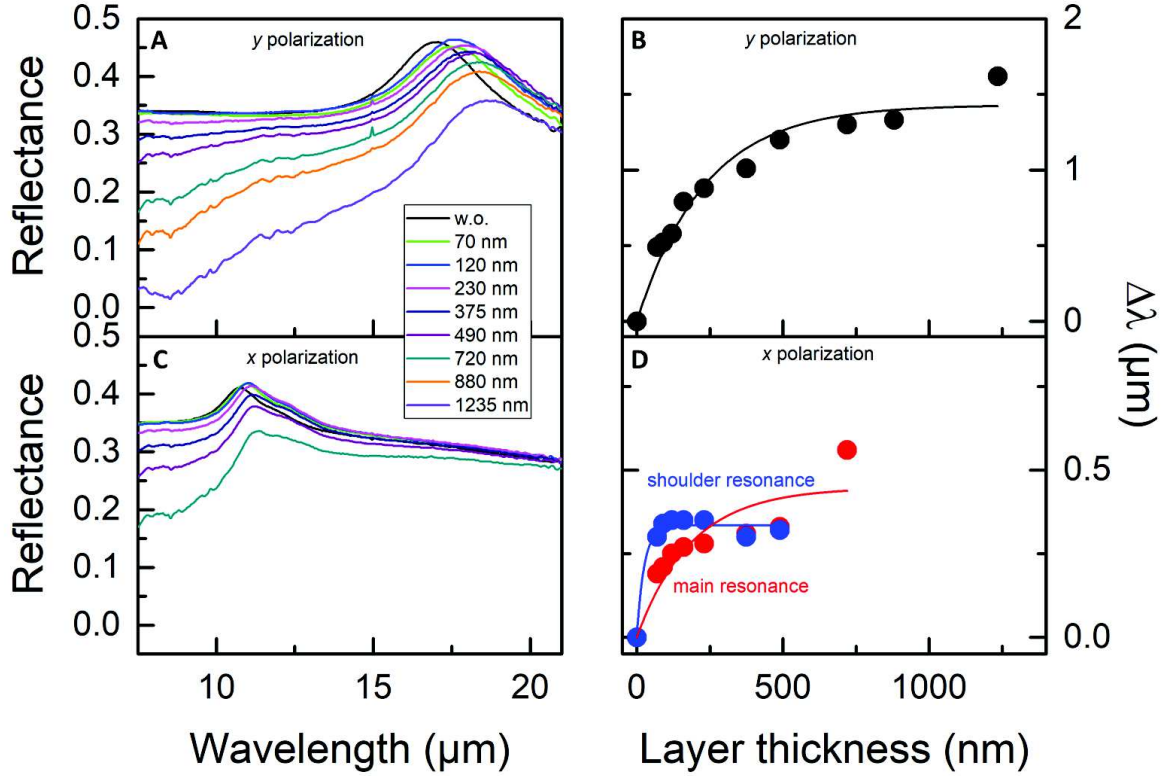 A
y polarization
0.5
0.4
0.3
0.2
0.1
0.0
Reflectance
w.o.
70 nm
120 nm
230 nm
375 nm
490 nm
720 nm
880 nm
1235 nm
B
y polarization
2
1
0
C
x polarization
0.5
0.4
0.3
0.2
0.1
0.0
Reflectance
10
15
20
Wavelength (μm)
D
x polarization
shoulder resonance
main resonance
0.5
0.0
Δλ (μm)
0
500
1000
Layer thickness (nm)